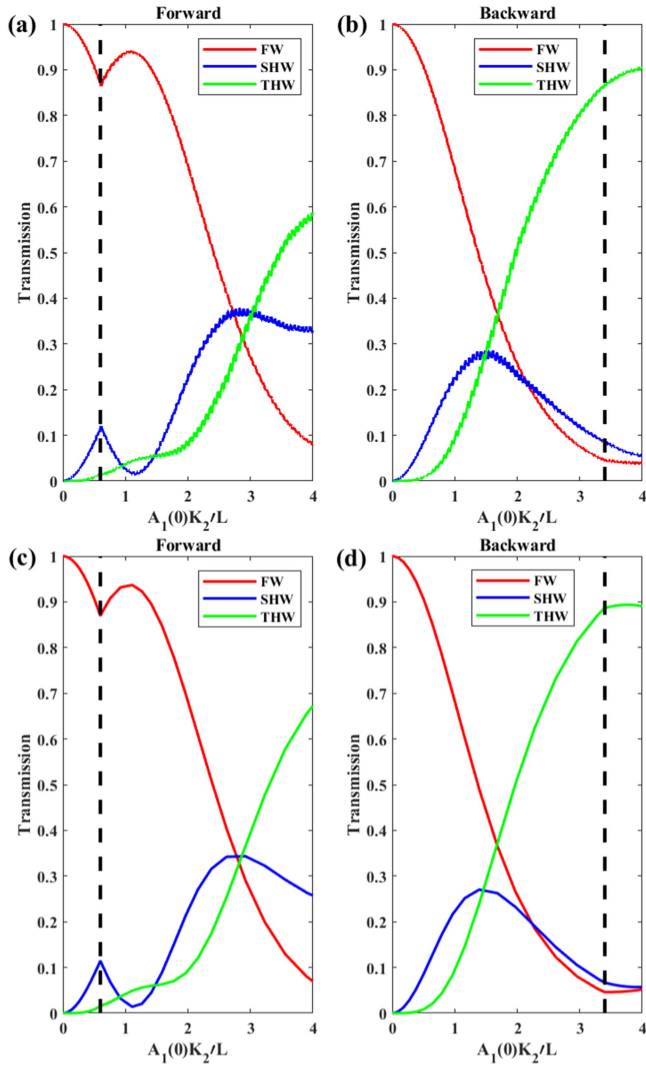 (a)
Forward
FW
SHW
THW
Transmission
1
0.9
0.8
0.7
0.6
0.5
0.4
0.3
0.2
0.1
0
0 1 2 3 4
A1(0)K2′L
(b)
Backward
FW
SHW
THW
Transmission
1
0.9
0.8
0.7
0.6
0.5
0.4
0.3
0.2
0.1
0
0 1 2 3 4
A1(0)K2′L
(c)
Forward
FW
SHW
THW
Transmission
1
0.9
0.8
0.7
0.6
0.5
0.4
0.3
0.2
0.1
0
0 1 2 3 4
A1(0)K2′L
(d)
Backward
FW
SHW
THW
Transmission
1
0.9
0.8
0.7
0.6
0.5
0.4
0.3
0.2
0.1
0
0 1 2 3 4
A1(0)K2′L